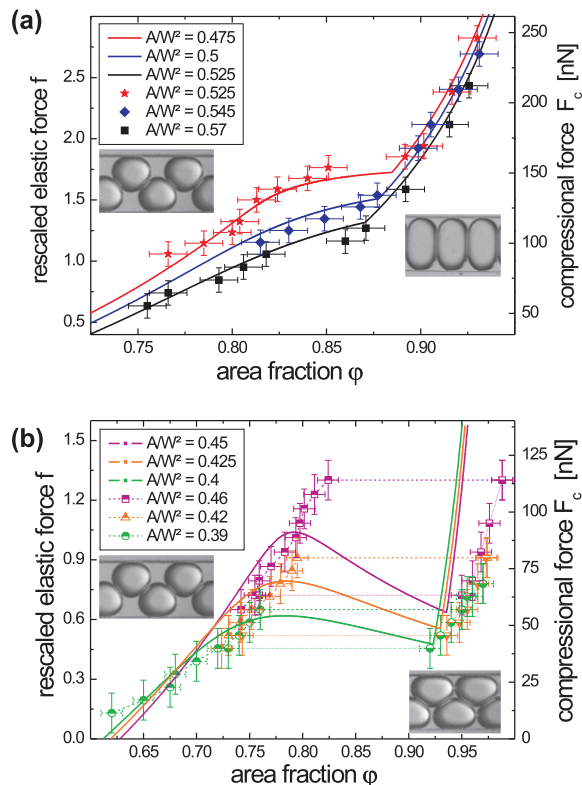 (a)
A/W² = 0.475
A/W² = 0.5
A/W² = 0.525
A/W² = 0.525
A/W² = 0.545
A/W² = 0.57
rescaled elastic force f
2.5
2.0
1.5
1.0
0.5
compressional force F_c [nN]
250
200
150
100
50
0.75 0.80 0.85 0.90
area fraction φ
(b)
A/W² = 0.45
A/W² = 0.425
A/W² = 0.4
A/W² = 0.46
A/W² = 0.42
A/W² = 0.39
rescaled elastic force f
1.5
1.2
0.9
0.6
0.3
0.0
compressional force F_c [nN]
125
100
75
50
25
0
0.65 0.70 0.75 0.80 0.85 0.90 0.95
area fraction φ